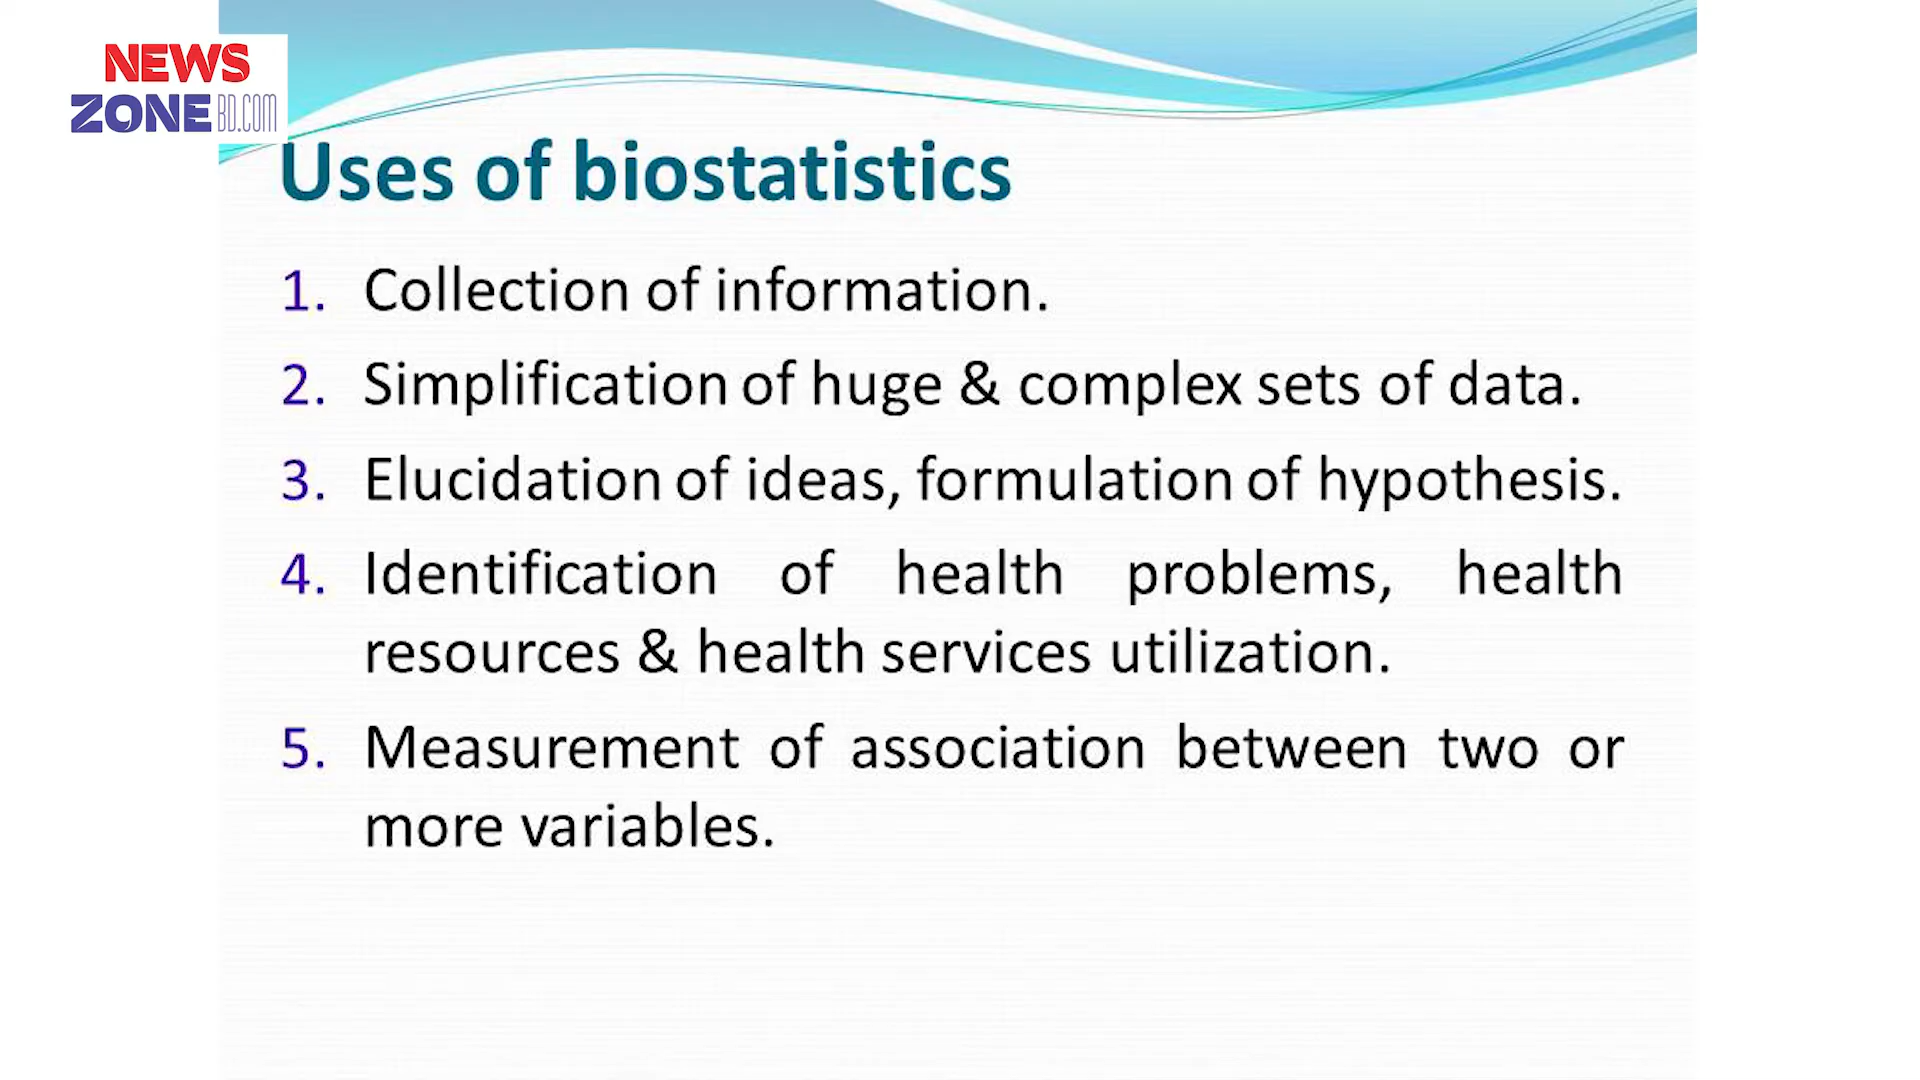 NEWS
ZONE BD.COM
Uses of biostatistics
1. Collection of information.
2. Simplification of huge & complex sets of data.
3. Elucidation of ideas, formulation of hypothesis.
4. Identification of health problems, health
resources & health services utilization.
5. Measurement of association between two or
more variables.